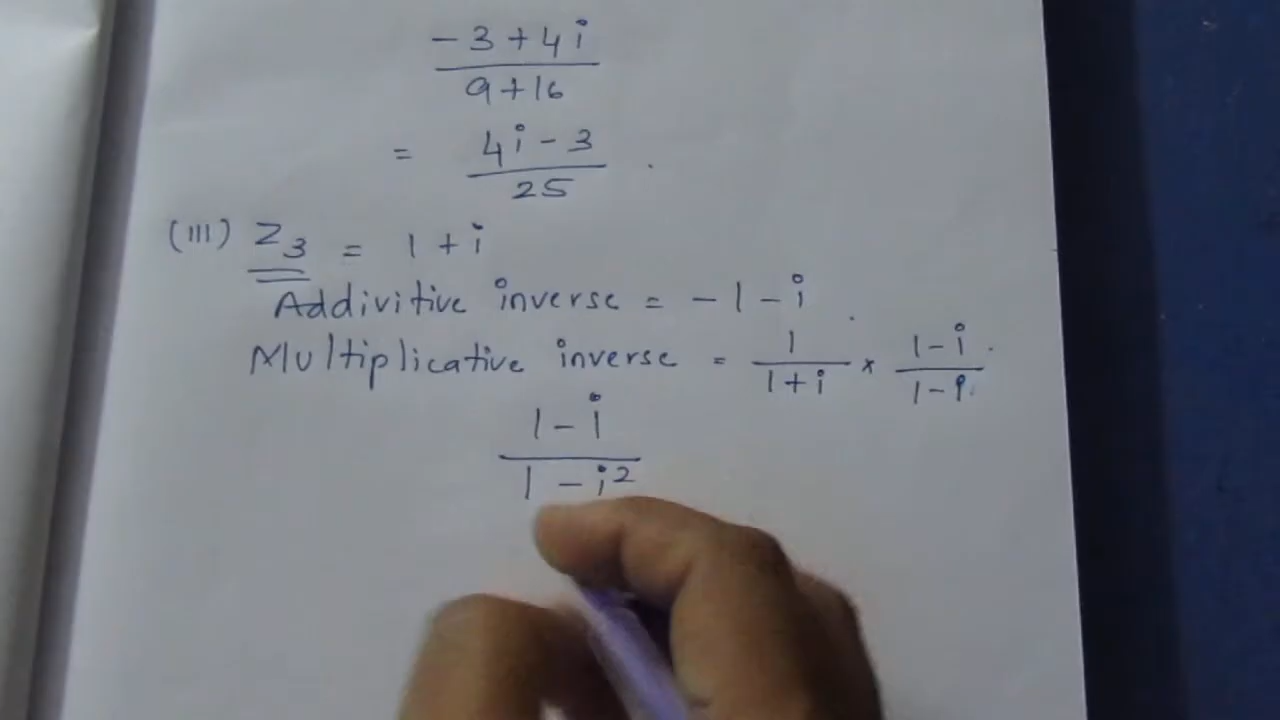 -3+4i
9+16
= 4i-3
25 .
(III) Z3 = 1+i
Addivitive inverse = -1-i .
Multiplicative inverse = 1/1+i × 1-i/1-i.
1-i
1-i²